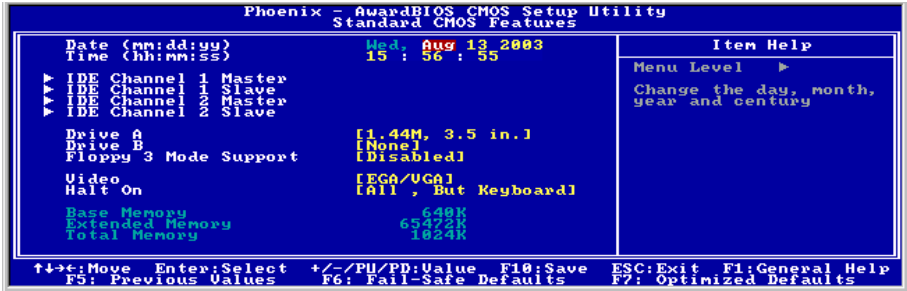 Phoenix - AwardBIOS CMOS Setup Utility
Standard CMOS Features
Date (mm:dd:yy) Wed, Aug 13 2003
Time (hh:mm:ss) 15 : 56 : 55
► IDE Channel 1 Master
► IDE Channel 1 Slave
► IDE Channel 2 Master
► IDE Channel 2 Slave
Drive A [1.44M, 3.5 in.]
Drive B [None]
Floppy 3 Mode Support [Disabled]
Video [EGA/VGA]
Halt On [All , But Keyboard]
Base Memory 640K
Extended Memory 65472K
Total Memory 1024K
Item Help
Menu Level ►
Change the day, month,
year and century
↑↓→←:Move Enter:Select +/-/PU/PD:Value F10:Save ESC:Exit F1:General Help
F5: Previous Values F6: Fail-Safe Defaults F7: Optimized Defaults